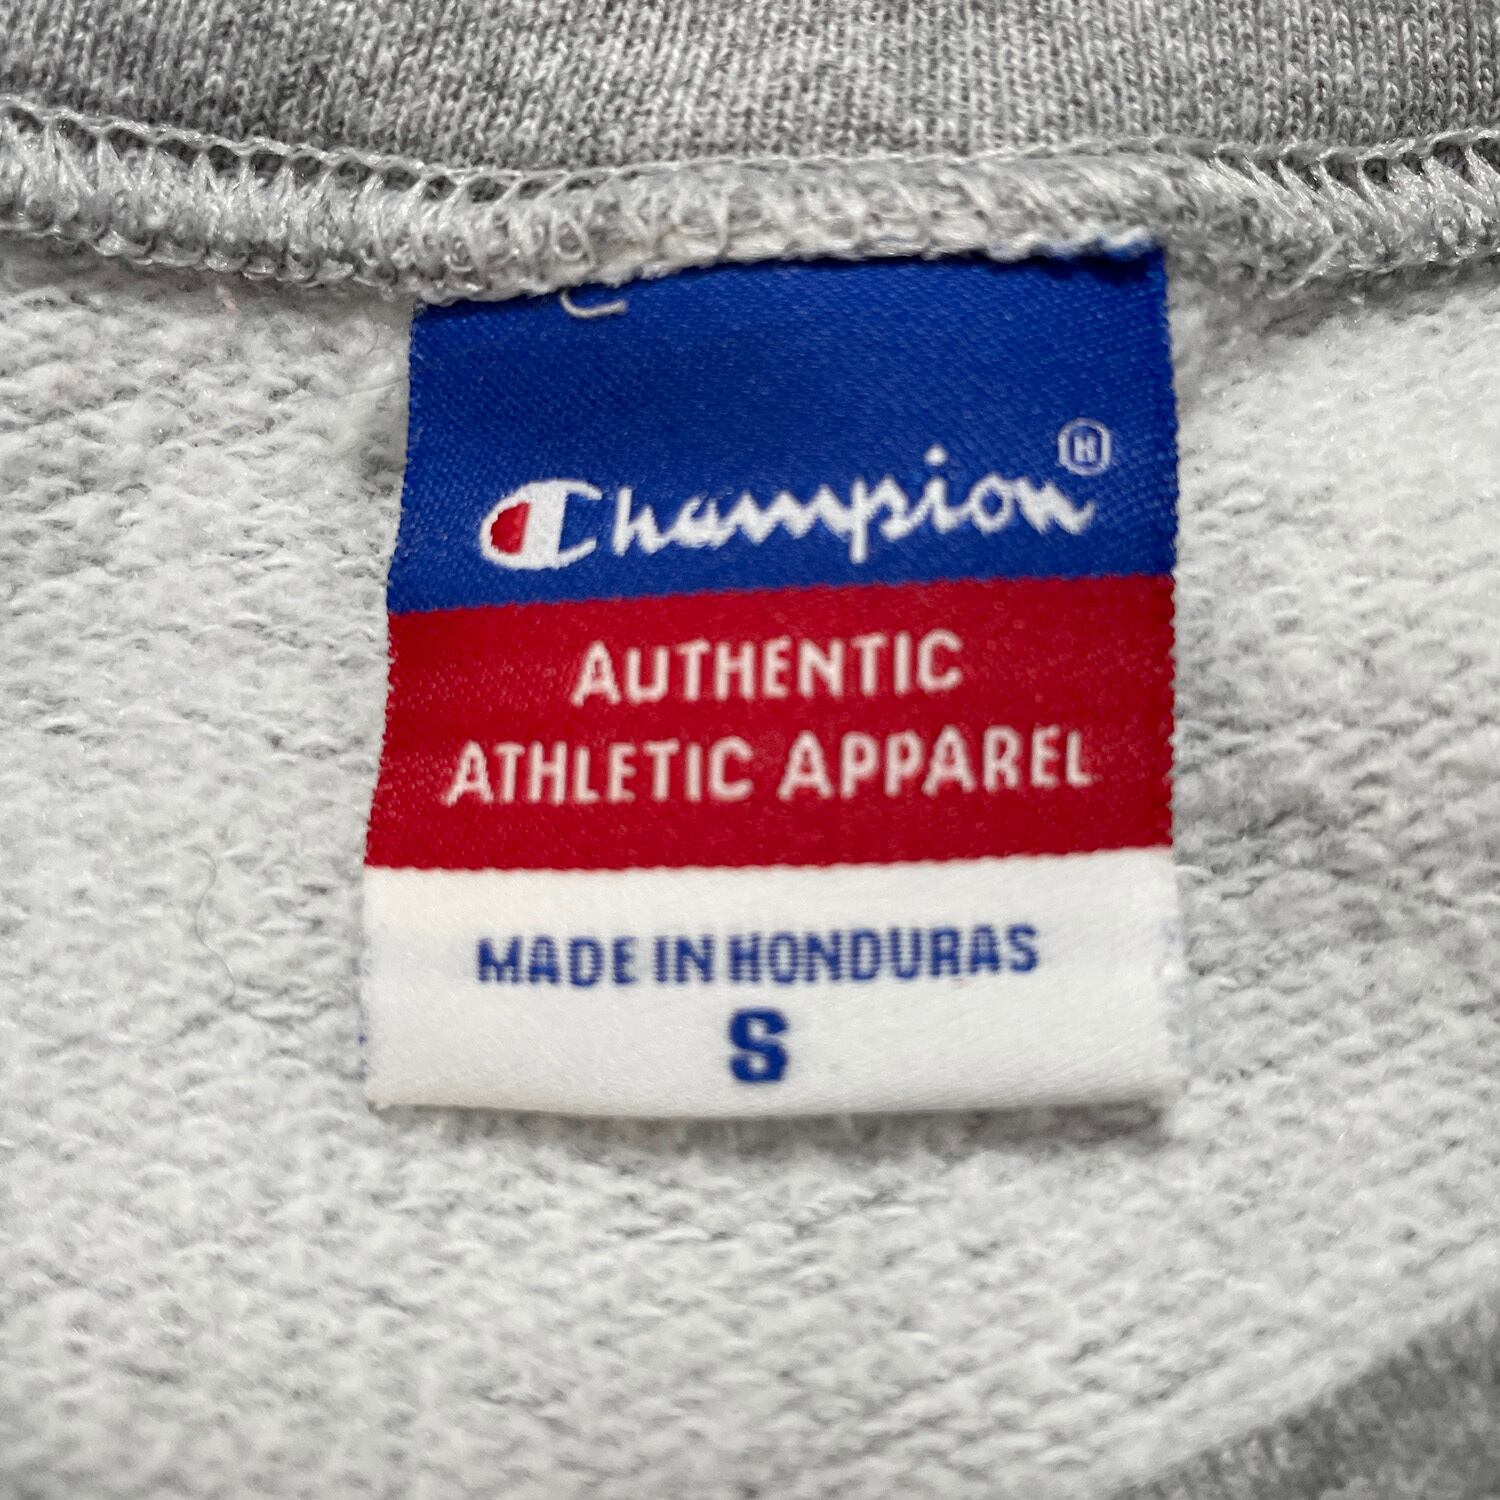 Champion®
AUTHENTIC
ATHLETIC APPAREL
MADE IN HONDURAS
S